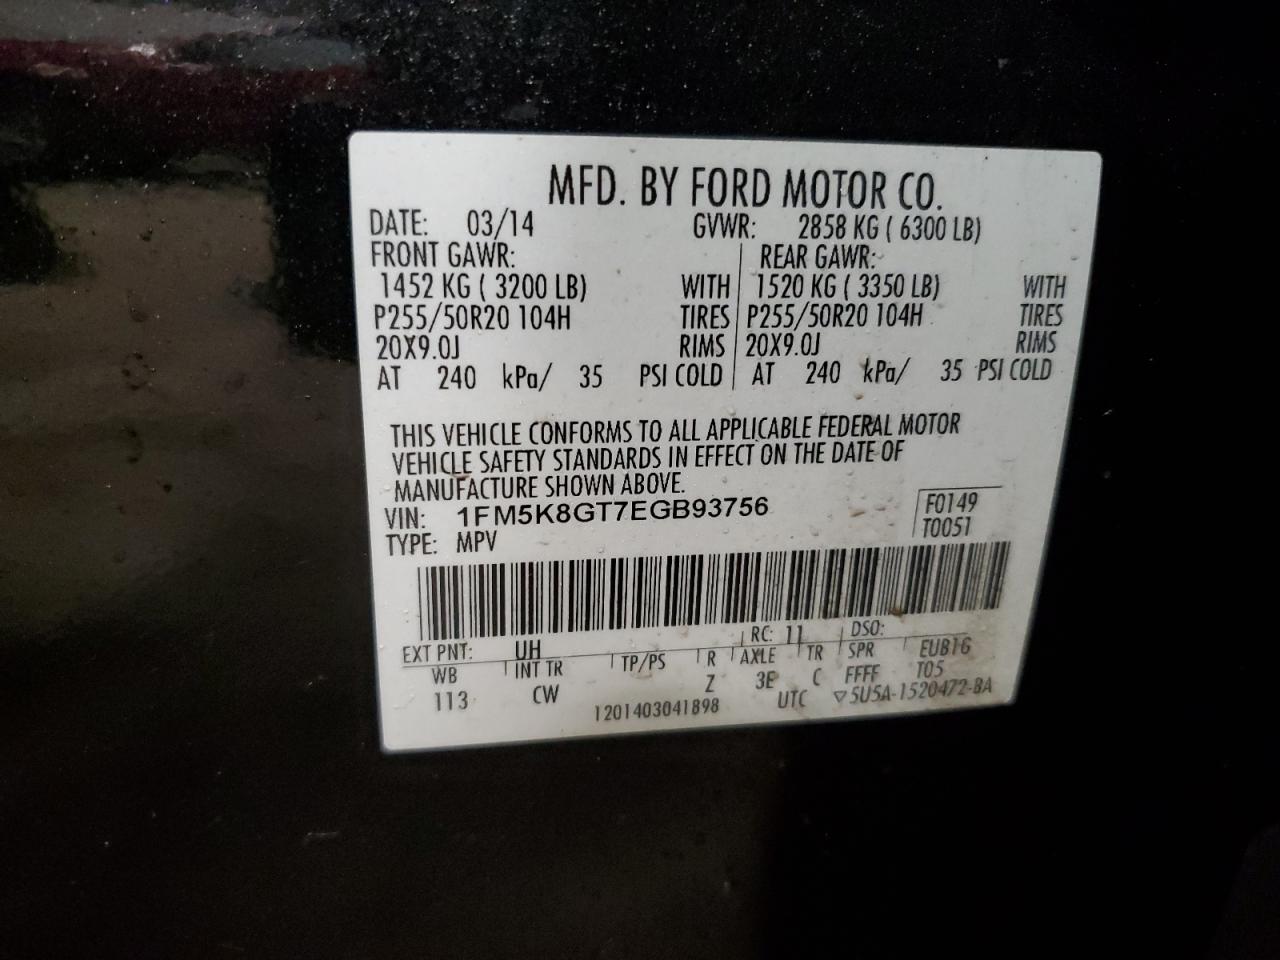 MFD. BY FORD MOTOR CO.
DATE: 03/14 GVWR: 2858 KG ( 6300 LB)
FRONT GAWR: REAR GAWR:
1452 KG ( 3200 LB) WITH 1520 KG ( 3350 LB) WITH
P255/50R20 104H TIRES P255/50R20 104H TIRES
20X9.0J RIMS 20X9.0J RIMS
AT 240 kPa/ 35 PSI COLD AT 240 kPa/ 35 PSI COLD
THIS VEHICLE CONFORMS TO ALL APPLICABLE FEDERAL MOTOR
VEHICLE SAFETY STANDARDS IN EFFECT ON THE DATE OF
MANUFACTURE SHOWN ABOVE.
VIN: 1FM5K8GT7EGB93756 F0149
TYPE: MPV T0051
RC: 11 DSO:
EXT PNT: UH
WB INT TR TP/PS R AXLE TR SPR EUB16
113 CW Z 3E C FFFF T05
1201403041898 UTC ▽5U5A-1520472-BA